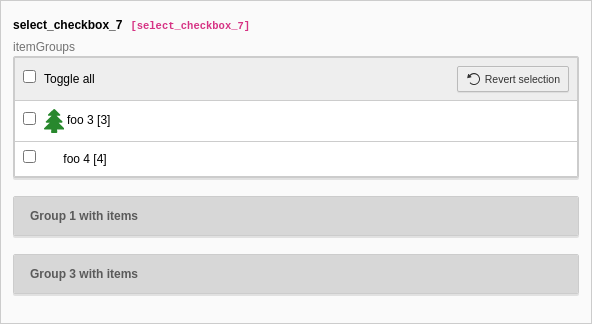 select_checkbox_7 [select_checkbox_7]
itemGroups
Toggle all Revert selection
foo 3 [3]
foo 4 [4]
Group 1 with items
Group 3 with items